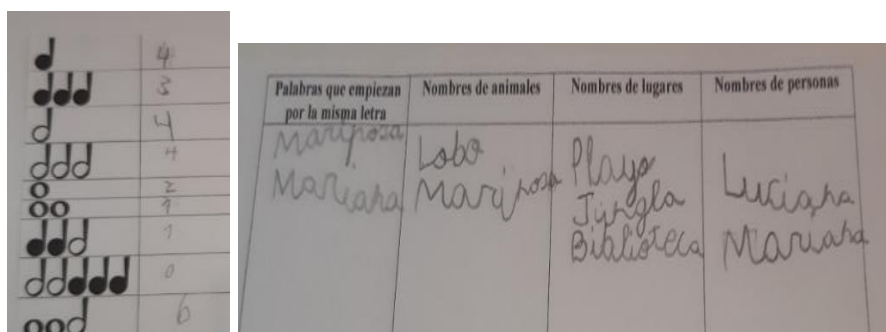 4
3
4
4
2
1
1
0
6
Palabras que empiezan por la misma letra
Nombres de animales
Nombres de lugares
Nombres de personas
Mariposa
Mariana
Lobo
Mariposa
Playa
Jungla
Biblioteca
Luciana
Mariana